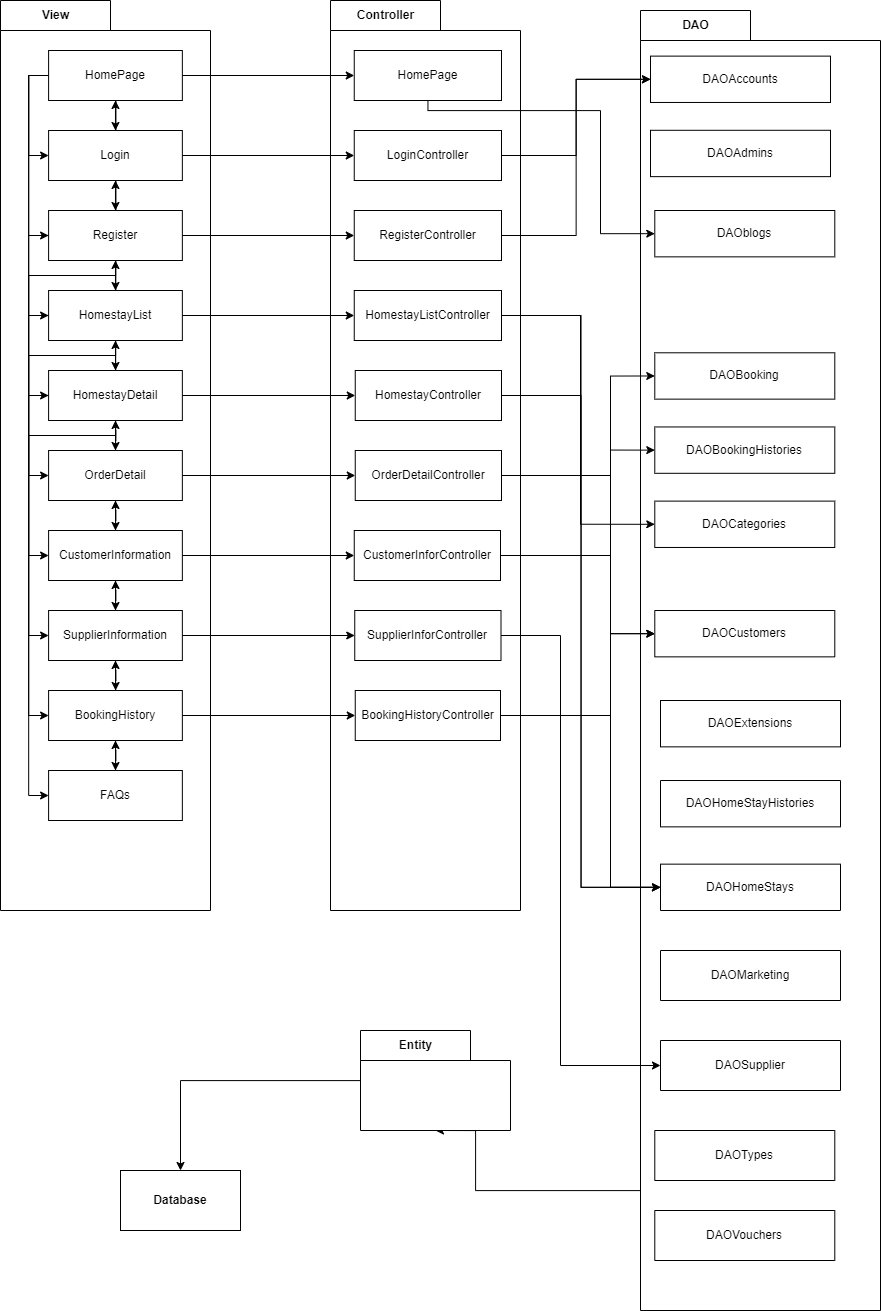 View
HomePage
Login
Register
HomestayList
HomestayDetail
OrderDetail
CustomerInformation
SupplierInformation
BookingHistory
FAQs
Controller
HomePage
LoginController
RegisterController
HomestayListController
HomestayController
OrderDetailController
CustomerInforController
SupplierInforController
BookingHistoryController
DAO
DAOAccounts
DAOAdmins
DAOblogs
DAOBooking
DAOBookingHistories
DAOCategories
DAOCustomers
DAOExtensions
DAOHomeStayHistories
DAOHomeStays
DAOMarketing
DAOSupplier
DAOTypes
DAOVouchers
Entity
Database